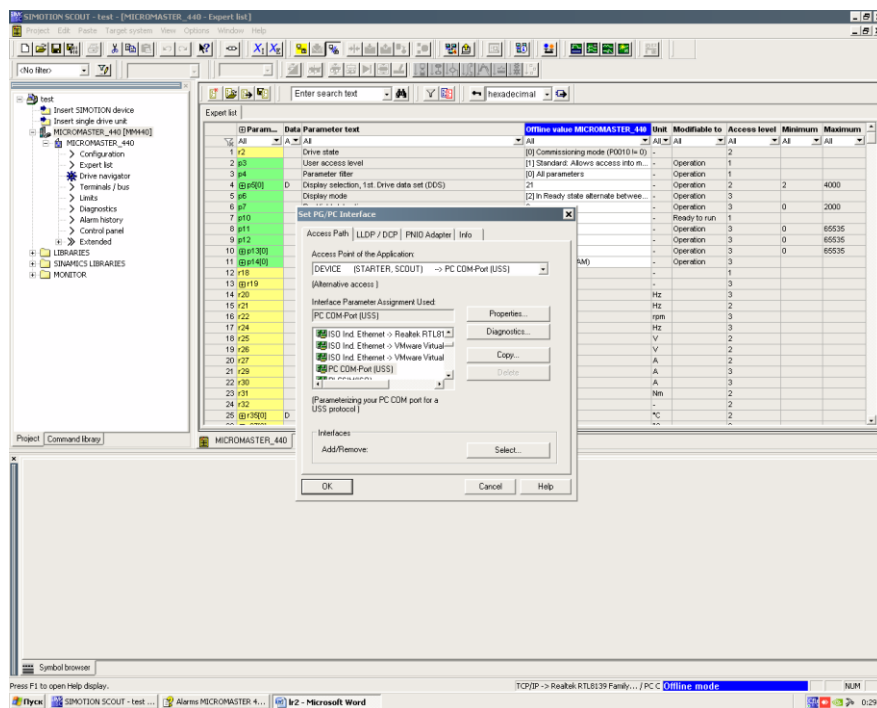 SIMOTION SCOUT - test - [MICROMASTER_440 - Expert list]
Project Edit Paste Target system View Options Window Help
<No filter>
Enter search text
hexadecimal
test
Insert SIMOTION device
Insert single drive unit
MICROMASTER_440 [MM440]
MICROMASTER_440
Configuration
Expert list
Drive navigator
Terminals / bus
Limits
Diagnostics
Alarm history
Control panel
Extended
LIBRARIES
SINAMICS LIBRARIES
MONITOR
Project Command library
Expert list
Param... Data Parameter text Offline value MICROMASTER_440 Unit Modifiable to Access level Minimum Maximum
All A All All All All All All All
1 r2 Drive state [0] Commissioning mode (P0010 != 0) - 2
2 p3 User access level [1] Standard: Allows access into m... - Operation 1
3 p4 Parameter filter [0] All parameters - Operation 1
4 p5[0] D Display selection, 1st. Drive data set (DDS) 21 - Operation 2 2 4000
5 p6 Display mode [2] In Ready state alternate betwee... - Operation 3
6 p7 - Operation 3 0 2000
7 p10 - Ready to run 1
8 p11 - Operation 3 0 65535
9 p12 - Operation 3 0 65535
10 p13[0] - Operation 3 0 65535
11 p14[0] AM) - Operation 3
12 r18 - 1
13 r19 - 3
14 r20 Hz 3
15 r21 Hz 2
16 r22 rpm 3
17 r24 Hz 3
18 r25 V 2
19 r26 V 2
20 r27 A 2
21 r29 A 3
22 r30 A 3
23 r31 Nm 2
24 r32 - 2
25 r35[0] D °C 2
MICROMASTER_440
Set PG/PC Interface
Access Path LLDP / DCP PNIO Adapter Info
Access Point of the Application:
DEVICE (STARTER, SCOUT) --> PC COM-Port (USS)
(Alternative access )
Interface Parameter Assignment Used:
PC COM-Port (USS)
Properties...
ISO Ind. Ethernet -> Realtek RTL81
ISO Ind. Ethernet -> VMware Virtual
ISO Ind. Ethernet -> VMware Virtual
PC COM-Port (USS)
Diagnostics...
Copy...
Delete
(Parameterizing your PC COM port for a
USS protocol )
Interfaces
Add/Remove:
Select...
OK Cancel Help
Symbol browser
Press F1 to open Help display.
TCP/IP -> Realtek RTL8139 Family... / PC C Offline mode NUM
Пуск SIMOTION SCOUT - test ... Alarms MICROMASTER 4... lr2 - Microsoft Word 0:29